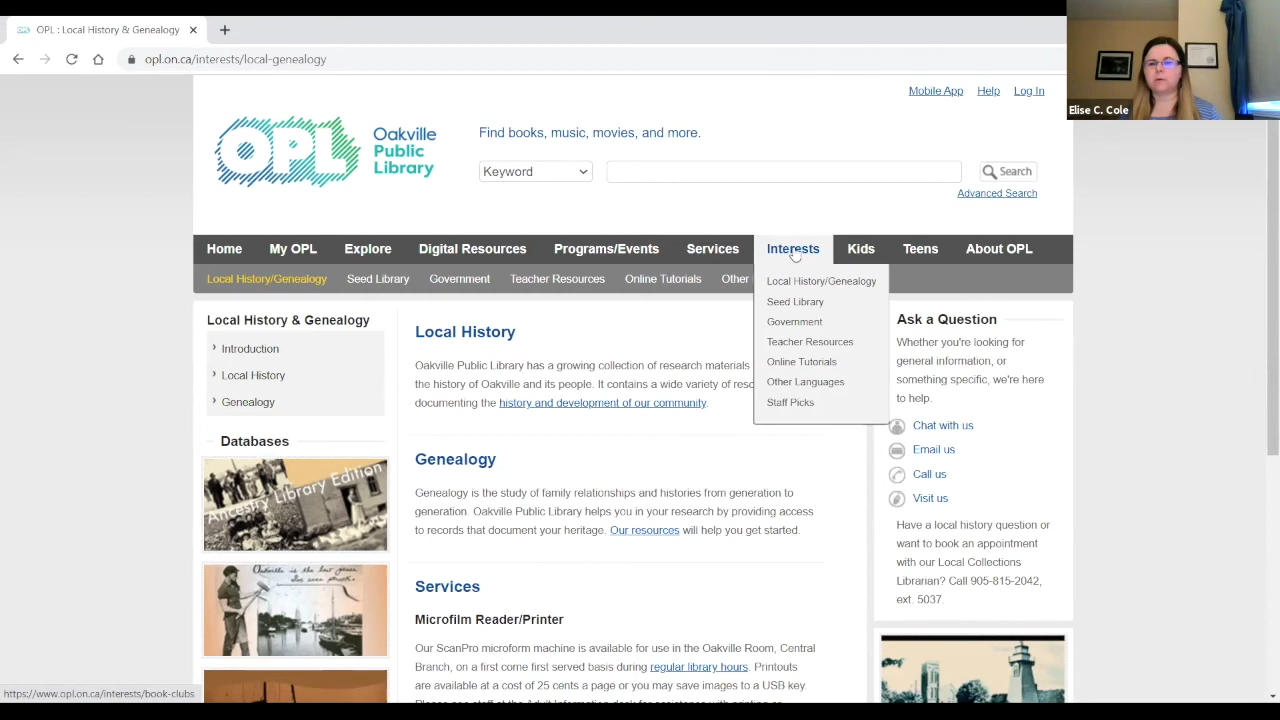 OPL : Local History & Genealogy
opl.on.ca/interests/local-genealogy
Elise C. Cole
Mobile App Help Log In
OPL Oakville
Public
Library
Find books, music, movies, and more.
Keyword Search
Advanced Search
Home My OPL Explore Digital Resources Programs/Events Services Interests Kids Teens About OPL
Local History/Genealogy Seed Library Government Teacher Resources Online Tutorials Other
Local History/Genealogy
Seed Library
Government
Teacher Resources
Online Tutorials
Other Languages
Staff Picks
Local History & Genealogy
Introduction
Local History
Genealogy
Databases
Ancestry Library Edition
Oakville is the last place
Local History
Oakville Public Library has a growing collection of research materials
the history of Oakville and its people. It contains a wide variety of
documenting the history and development of our community.
Genealogy
Genealogy is the study of family relationships and histories from generation to
generation. Oakville Public Library helps you in your research by providing access
to records that document your heritage. Our resources will help you get started.
Services
Microfilm Reader/Printer
Our ScanPro microform machine is available for use in the Oakville Room, Central
Branch, on a first come first served basis during regular library hours. Printouts
are available at a cost of 25 cents a page or you may save images to a USB key.
Ask a Question
Whether you're looking for
general information, or
something specific, we're here
to help.
Chat with us
Email us
Call us
Visit us
Have a local history question or
want to book an appointment
with our Local Collections
Librarian? Call 905-815-2042,
ext. 5037.
https://www.opl.on.ca/interests/book-clubs